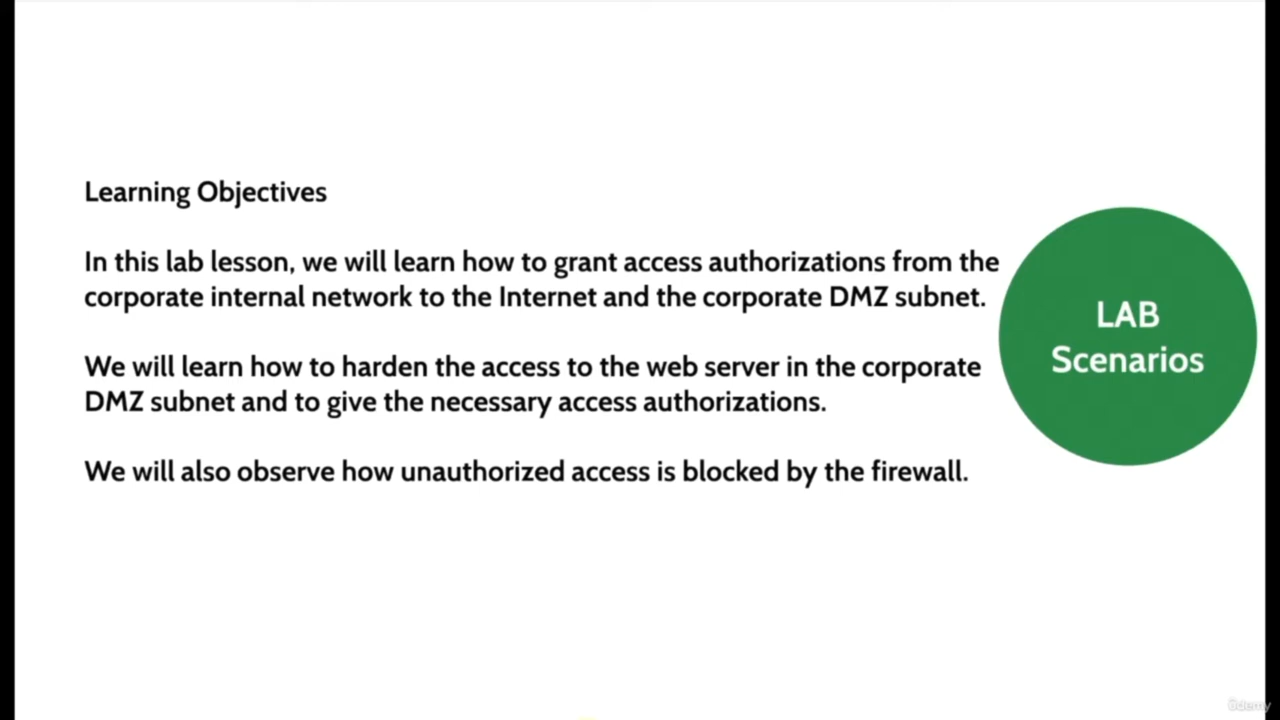 Learning Objectives
In this lab lesson, we will learn how to grant access authorizations from the
corporate internal network to the Internet and the corporate DMZ subnet.
We will learn how to harden the access to the web server in the corporate
DMZ subnet and to give the necessary access authorizations.
We will also observe how unauthorized access is blocked by the firewall.
LAB
Scenarios
ûdemy